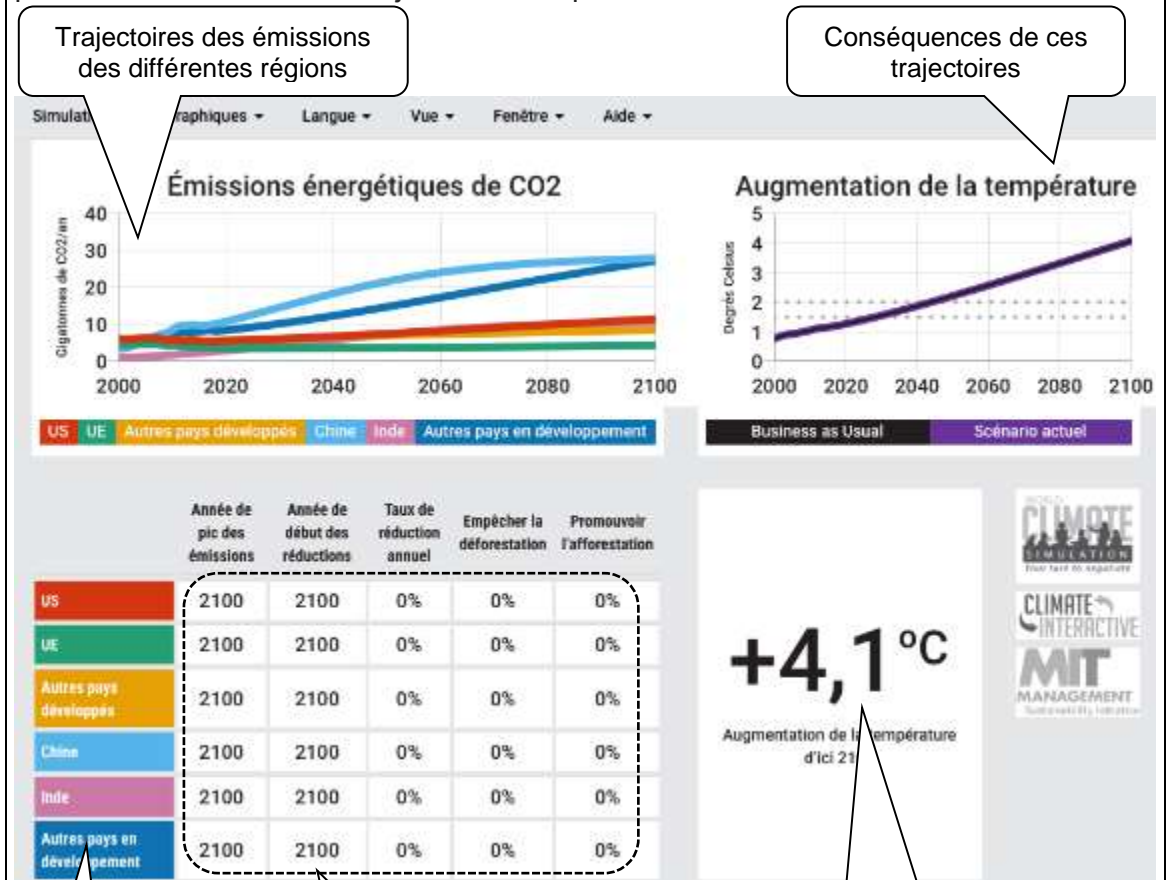 Trajectoires des émissions
des différentes régions
Conséquences de ces
trajectoires
Simulat raphiques Langue Vue Fenêtre Aide
Émissions énergétiques de CO2
Gigatonnes de CO2/an
40
30
20
10
0
2000 2020 2040 2060 2080 2100
US UE Autres pays développés Chine Inde Autres pays en développement
Augmentation de la température
Degrés Celsius
5
4
3
2
1
0
2000 2020 2040 2060 2080 2100
Business as Usual Scénario actuel
Année de pic des émissions
Année de début des réductions
Taux de réduction annuel
Empêcher la déforestation
Promouvoir l'afforestation
US 2100 2100 0% 0% 0%
UE 2100 2100 0% 0% 0%
Autres pays développés 2100 2100 0% 0% 0%
Chine 2100 2100 0% 0% 0%
Inde 2100 2100 0% 0% 0%
Autres pays en
développement 2100 2100 0% 0% 0%
+4,1°C
Augmentation de la température
d'ici 21
WORLD
CLIMATE
SIMULATION
CLIMATE
INTERACTIVE
MIT
MANAGEMENT